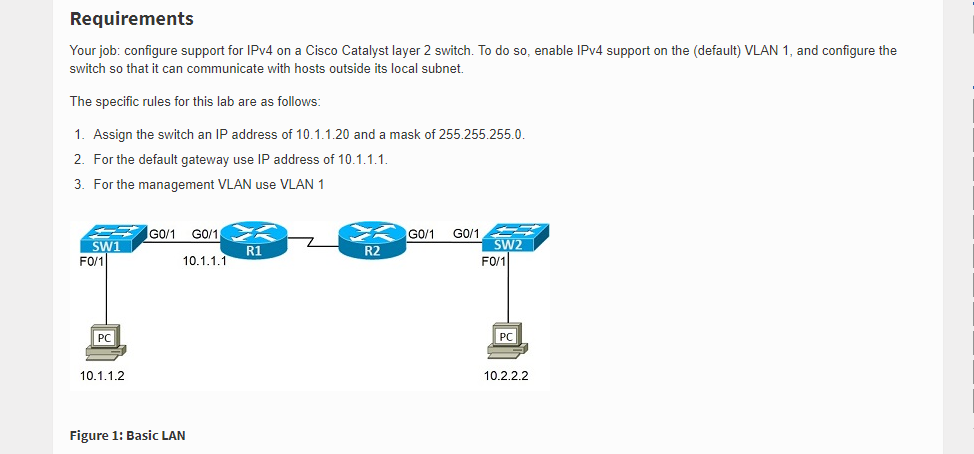 Requirements
Your job: configure support for IPv4 on a Cisco Catalyst layer 2 switch. To do so, enable IPv4 support on the (default) VLAN 1, and configure the
switch so that it can communicate with hosts outside its local subnet.
The specific rules for this lab are as follows:
1. Assign the switch an IP address of 10.1.1.20 and a mask of 255.255.255.0.
2. For the default gateway use IP address of 10.1.1.1.
3. For the management VLAN use VLAN 1
G0/1 G0/1 G0/1 G0/1
SW1 R1 R2 SW2
F0/1 10.1.1.1 F0/1
PC PC
10.1.1.2 10.2.2.2
Figure 1: Basic LAN